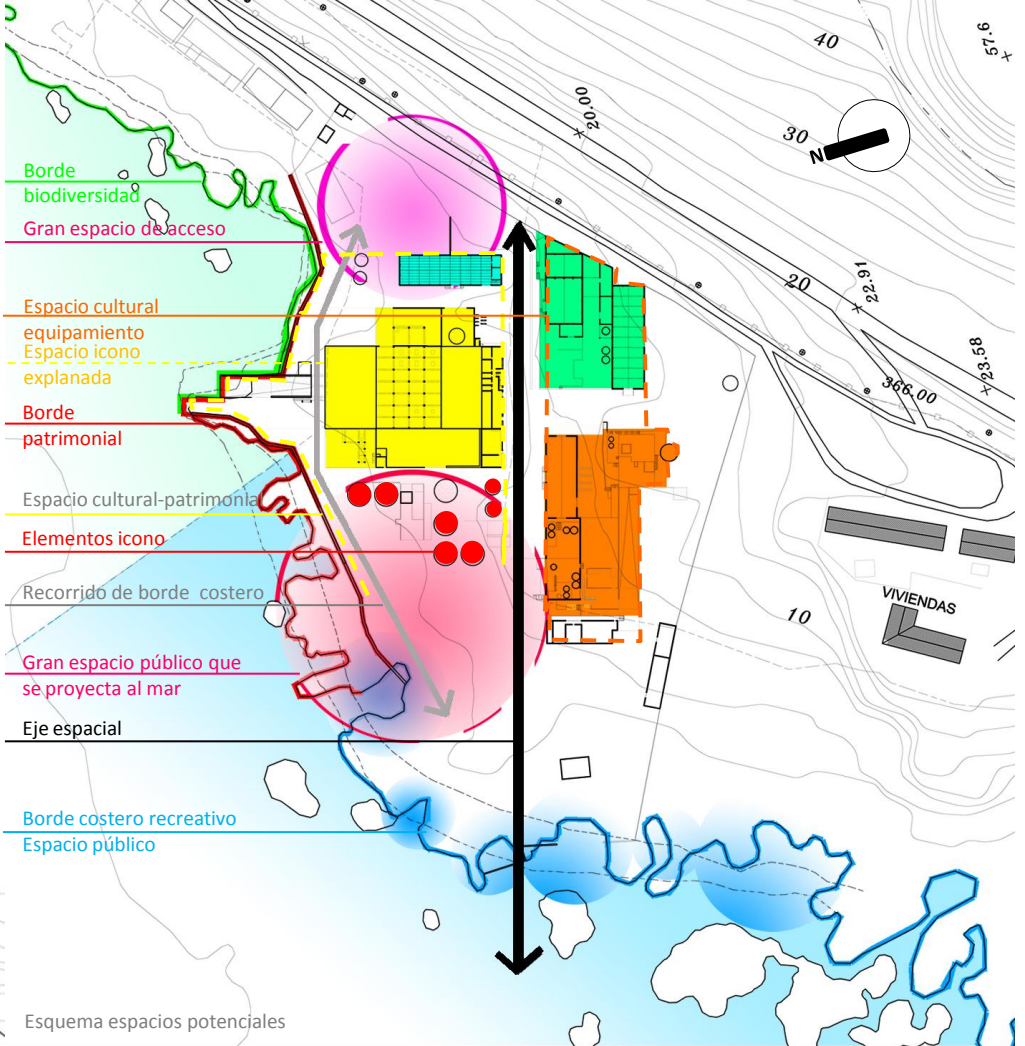 Borde
biodiversidad
Gran espacio de acceso
Espacio cultural
equipamiento
Espacio icono
explanada
Borde
patrimonial
Espacio cultural-patrimonial
Elementos icono
Recorrido de borde costero
Gran espacio público que
se proyecta al mar
Eje espacial
Borde costero recreativo
Espacio público
Esquema espacios potenciales
40
57.6
20.00
30
N
20
22.91
23.58
366.00
VIVIENDAS
10